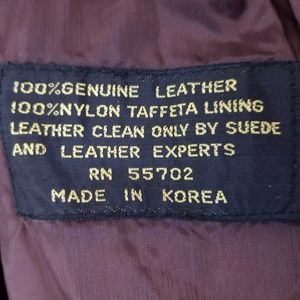 100%GENUINE LEATHER
100%NYLON TAFFETA LINING
LEATHER CLEAN ONLY BY SUEDE
AND LEATHER EXPERTS
RN 55702
MADE IN KOREA